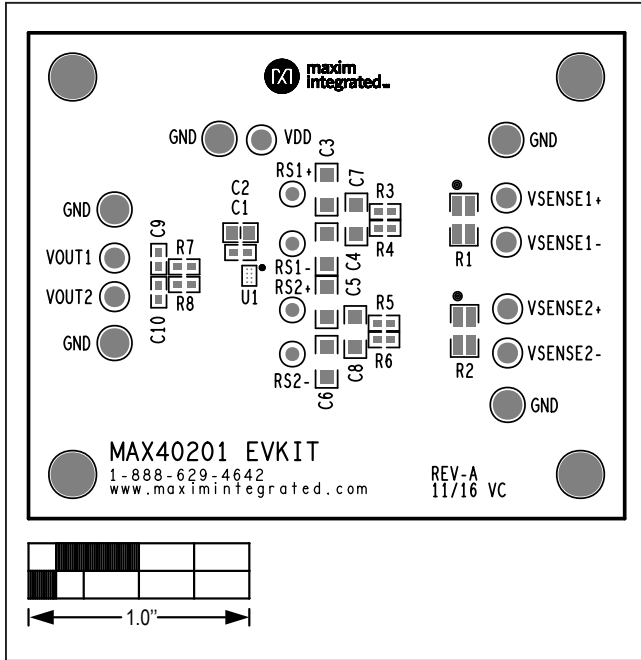 maxim
integrated™
GND
VDD
GND
C3
RS1+
C7
C2
C1
R3
R4
VSENSE1+
GND
C9
VOUT1
R7
VSENSE1-
R1
RS1-
C4
U1
RS2+
C5
VOUT2
R8
R5
VSENSE2+
GND
C10
R6
VSENSE2-
R2
RS2-
C8
C6
GND
MAX40201 EVKIT
1-888-629-4642
www.maximintegrated.com
REV-A
11/16 VC
1.0”